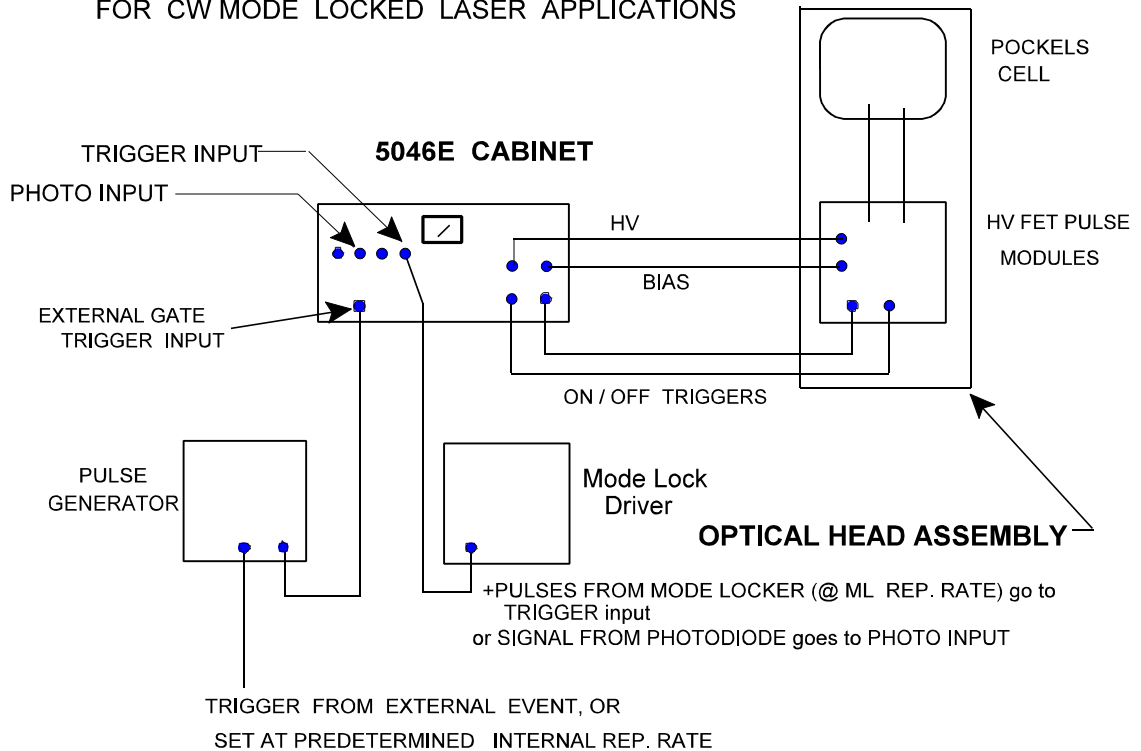 FOR CW MODE LOCKED LASER APPLICATIONS
POCKELS
CELL
TRIGGER INPUT
5046E CABINET
PHOTO INPUT
HV
HV FET PULSE
MODULES
BIAS
EXTERNAL GATE
TRIGGER INPUT
ON / OFF TRIGGERS
PULSE
GENERATOR
Mode Lock
Driver
OPTICAL HEAD ASSEMBLY
+PULSES FROM MODE LOCKER (@ ML REP. RATE) go to
TRIGGER input
or SIGNAL FROM PHOTODIODE goes to PHOTO INPUT
TRIGGER FROM EXTERNAL EVENT, OR
SET AT PREDETERMINED INTERNAL REP. RATE